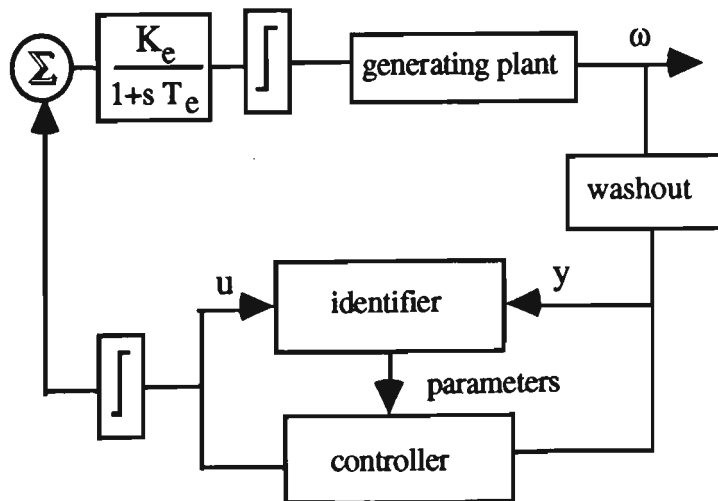 Σ
K_e
1+s T_e
generating plant
ω
washout
u
identifier
y
parameters
controller